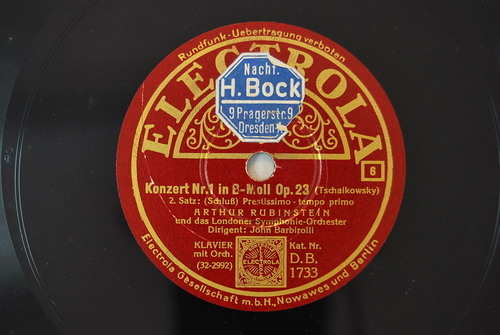 Rundfunk-Uebertragung verboten
ELECTROLA
Nachf.
H. Bock
9 Pragerstr. 9
Dresden
6
Konzert Nr.1 in B-Moll Op. 23 (Tschaikowsky)
2. Satz: (Schluß) Prestissimo - tempo primo
ARTHUR RUBINSTEIN
und das Londoner Symphonie-Orchester
Dirigent: John Barbirolli
KLAVIER
mit Orch.
(32-2992)
ELECTROLA
Kat. Nr.
D.B.
1733
Electrola Gesellschaft m.b.H., Nowawes und Berlin